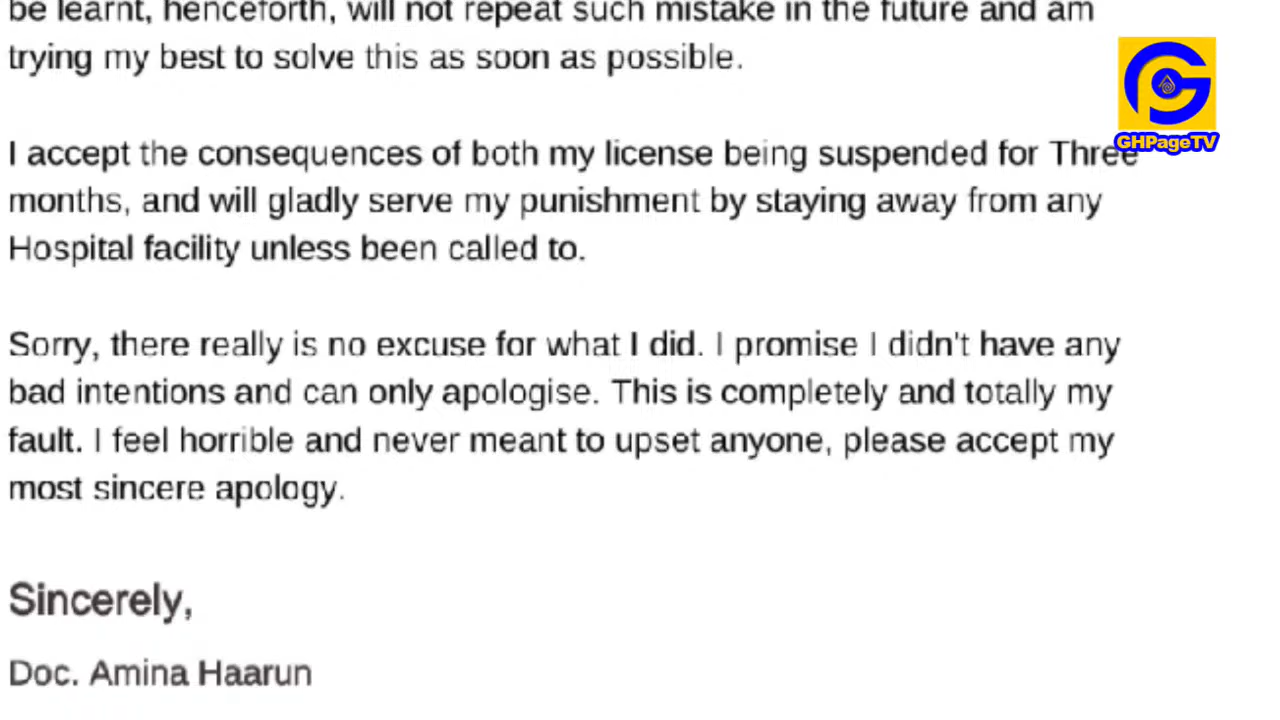 be learnt, henceforth, will not repeat such mistake in the future and am
trying my best to solve this as soon as possible.
I accept the consequences of both my license being suspended for Three
months, and will gladly serve my punishment by staying away from any
Hospital facility unless been called to.
Sorry, there really is no excuse for what I did. I promise I didn't have any
bad intentions and can only apologise. This is completely and totally my
fault. I feel horrible and never meant to upset anyone, please accept my
most sincere apology.
Sincerely,
Doc. Amina Haarun
GHPageTV